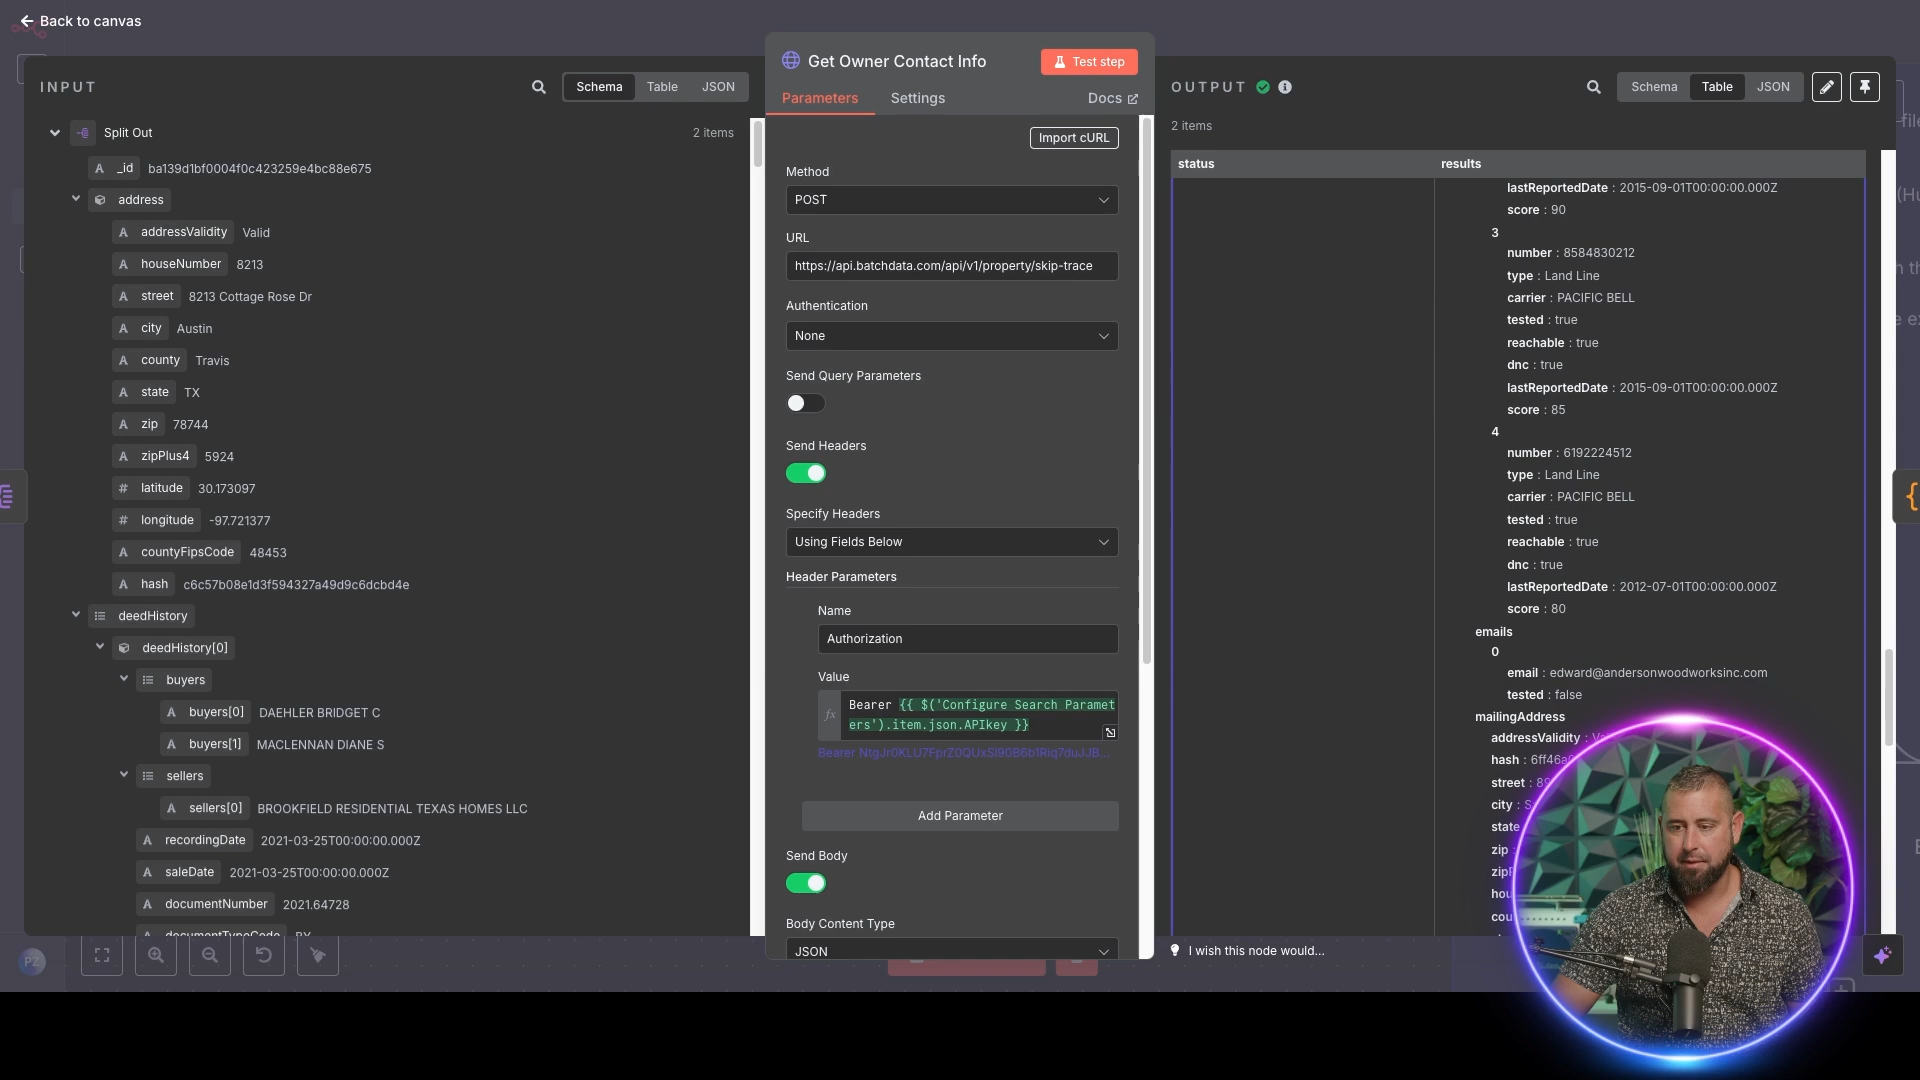 Back to canvas
INPUT
Schema
Table
JSON
Split Out
2 items
A _id ba139d1bf0004f0c423259e4bc88e675
address
A addressValidity Valid
A houseNumber 8213
A street 8213 Cottage Rose Dr
A city Austin
A county Travis
A state TX
A zip 78744
A zipPlus4 5924
# latitude 30.173097
# longitude -97.721377
A countyFipsCode 48453
A hash c6c57b08e1d3f594327a49d9c6dcbd4e
deedHistory
deedHistory[0]
buyers
A buyers[0] DAEHLER BRIDGET C
A buyers[1] MACLENNAN DIANE S
sellers
A sellers[0] BROOKFIELD RESIDENTIAL TEXAS HOMES LLC
A recordingDate 2021-03-25T00:00:00.000Z
A saleDate 2021-03-25T00:00:00.000Z
A documentNumber 2021.64728
documentTypeCode
PZ
Get Owner Contact Info
Test step
Parameters
Settings
Docs
Import cURL
Method
POST
URL
https://api.batchdata.com/api/v1/property/skip-trace
Authentication
None
Send Query Parameters
Send Headers
Specify Headers
Using Fields Below
Header Parameters
Name
Authorization
Value
fx
Bearer {{ $('Configure Search Paramet
ers').item.json.APIkey }}
Bearer
Add Parameter
Send Body
Body Content Type
JSON
OUTPUT
Schema
Table
JSON
2 items
status
results
lastReportedDate : 2015-09-01T00:00:00.000Z
score : 90
3
number : 8584830212
type : Land Line
carrier : PACIFIC BELL
tested : true
reachable : true
dnc : true
lastReportedDate : 2015-09-01T00:00:00.000Z
score : 85
4
number : 6192224512
type : Land Line
carrier : PACIFIC BELL
tested : true
reachable : true
dnc : true
lastReportedDate : 2012-07-01T00:00:00.000Z
score : 80
emails
0
email : edward@andersonwoodworksinc.com
tested : false
mailingAddress
addressValidity :
hash : 6ff46a
street : 89
city : S
state
zip
zip
hou
cou
I wish this node would...